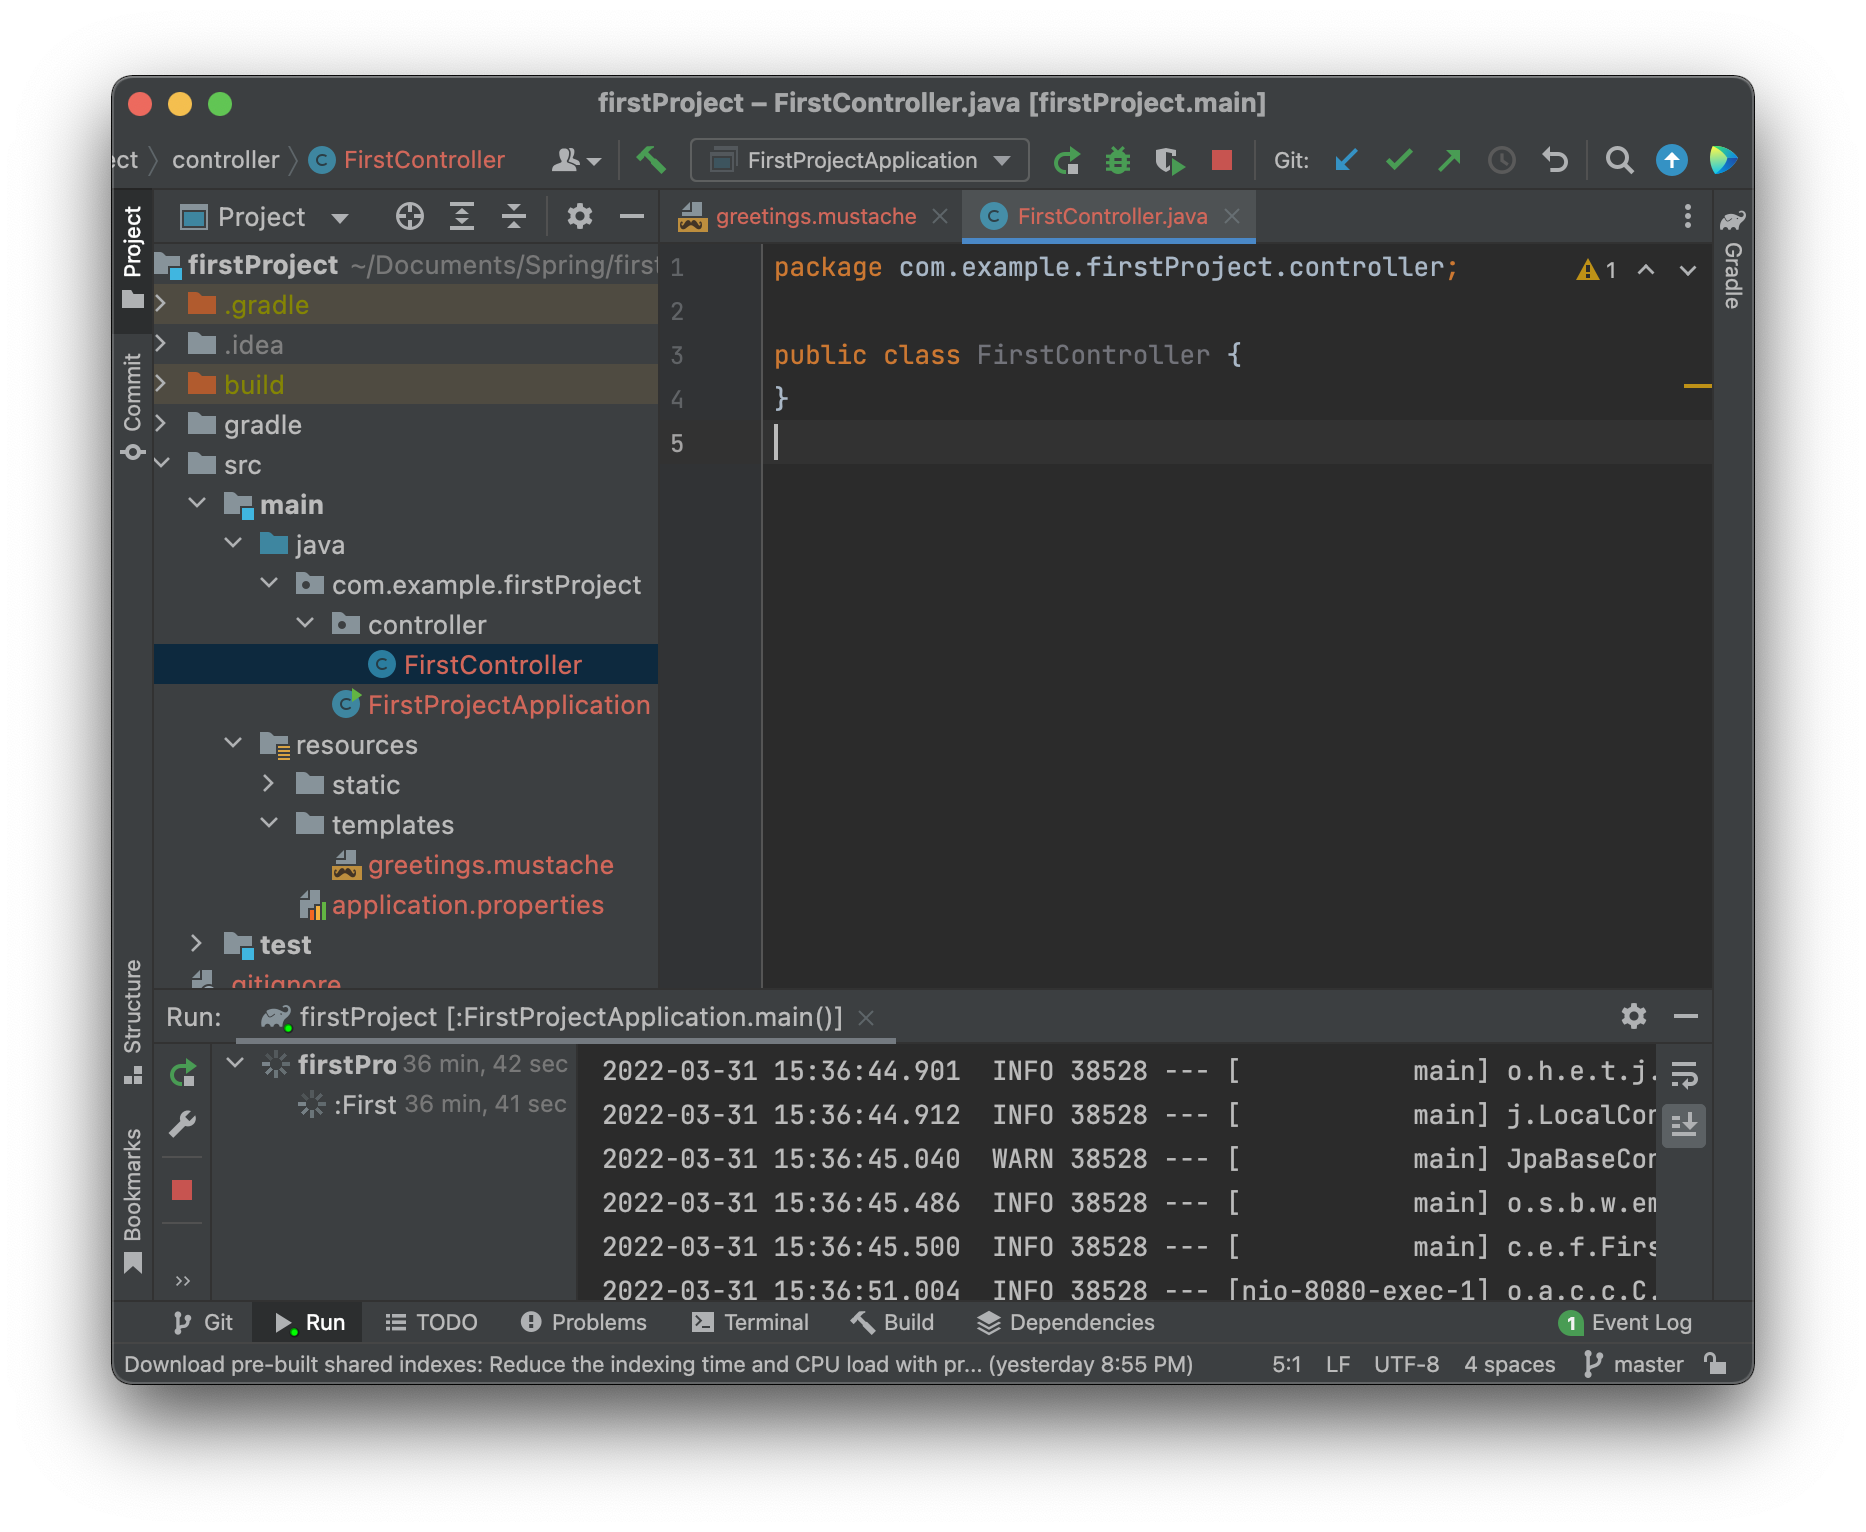 firstProject – FirstController.java [firstProject.main]
ect controller FirstController FirstProjectApplication Git:
Project
greetings.mustache FirstController.java
Project
Commit
Structure
Bookmarks
Gradle
firstProject ~/Documents/Spring/first
.gradle
.idea
build
gradle
src
main
java
com.example.firstProject
controller
FirstController
FirstProjectApplication
resources
static
templates
greetings.mustache
application.properties
test
.gitignore
1 package com.example.firstProject.controller;
1
2
3 public class FirstController {
4 }
5
Run: firstProject [:FirstProjectApplication.main()]
firstPro 36 min, 42 sec
:First 36 min, 41 sec
2022-03-31 15:36:44.901 INFO 38528 --- [ main] o.h.e.t.j.
2022-03-31 15:36:44.912 INFO 38528 --- [ main] j.LocalCon
2022-03-31 15:36:45.040 WARN 38528 --- [ main] JpaBaseCon
2022-03-31 15:36:45.486 INFO 38528 --- [ main] o.s.b.w.em
2022-03-31 15:36:45.500 INFO 38528 --- [ main] c.e.f.Firs
2022-03-31 15:36:51.004 INFO 38528 --- [nio-8080-exec-1] o.a.c.c.C.
Git Run TODO Problems Terminal Build Dependencies 1 Event Log
Download pre-built shared indexes: Reduce the indexing time and CPU load with pr... (yesterday 8:55 PM) 5:1 LF UTF-8 4 spaces master